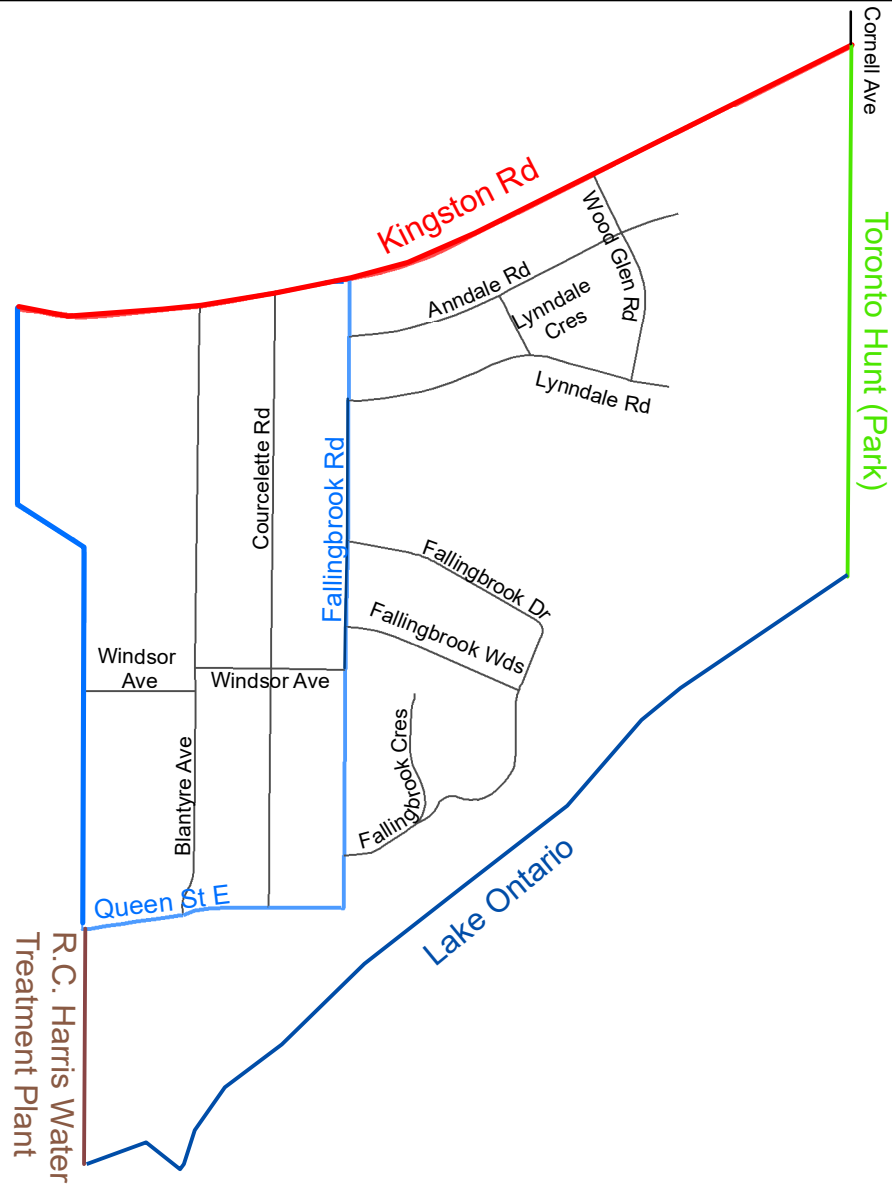 Cornell Ave
Kingston Rd
Wood Glen Rd
Toronto Hunt (Park)
Anndale Rd
Lynndale
Cres
Lynndale Rd
Courcelette Rd
Fallingbrook Rd
Fallingbrook Dr
Fallingbrook Wds
Windsor
Ave
Windsor Ave
Fallingbrook Cres
Blantyre Ave
Lake Ontario
Queen St E
R.C. Harris Water
Treatment Plant